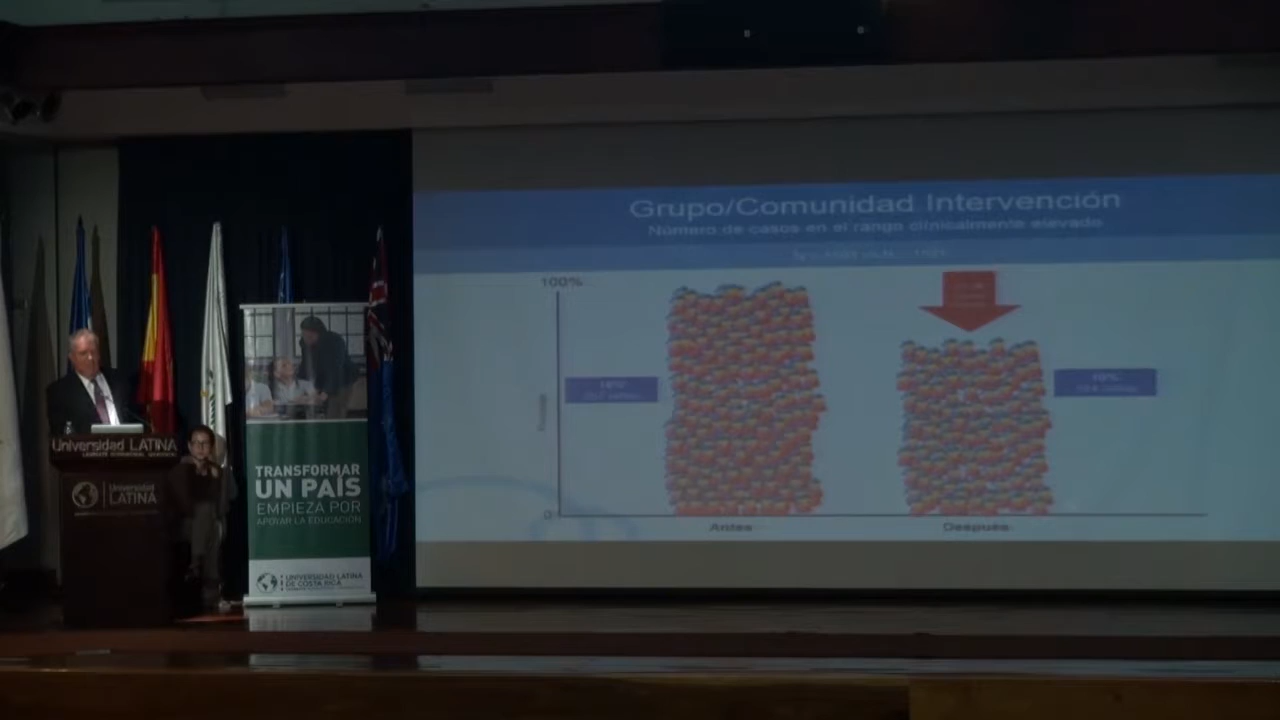 Grupo/Comunidad Intervención
Número de casos en el rango clínicamente elevado
100%
0
Antes
Después
Universidad LATINA
Universidad
LATINA
TRANSFORMAR
UN PAÍS
EMPIEZA POR
APOYAR LA EDUCACIÓN
UNIVERSIDAD LATINA
DE COSTA RICA